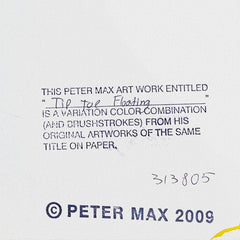 THIS PETER MAX ART WORK ENTITLED
" Tip Toe Floating "
IS A VARIATION COLOR COMBINATION
(AND BRUSHSTROKES) FROM HIS
ORIGINAL ARTWORKS OF THE SAME
TITLE ON PAPER.
313805
© PETER MAX 2009